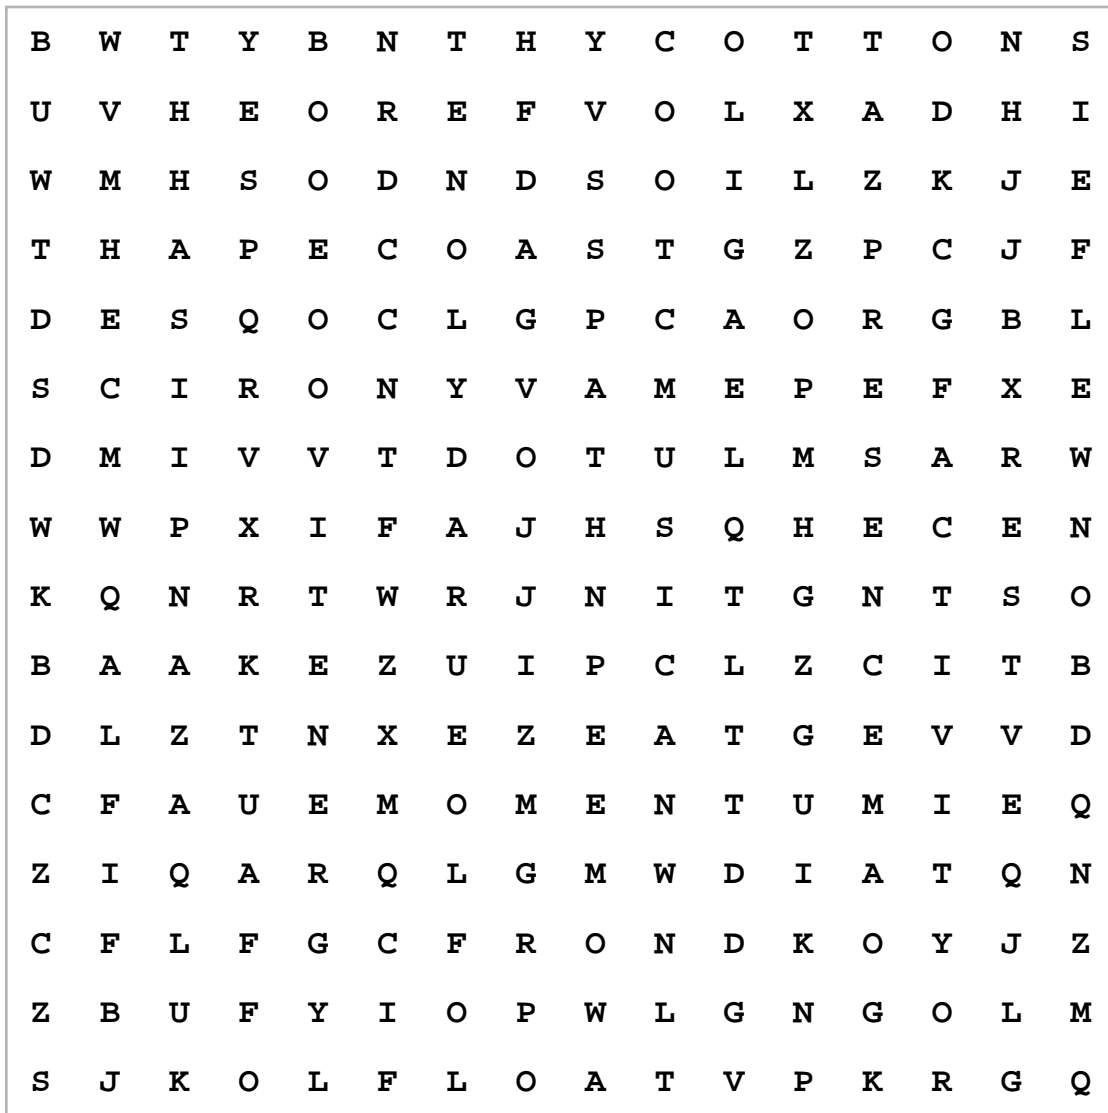 B W T Y B N T H Y C O T T O N S
U V H E O R E F V O L X A D H I
W M H S O D N D S O I L Z K J E
T H A P E C O A S T G Z P C J F
D E S Q O C L G P C A O R G B L
S C I R O N Y V A M E P E F X E
D M I V V T D O T U L M S A R W
W W P X I F A J H S Q H E C E N
K Q N R T W R J N I T G N T S O
B A A K E Z U I P C L Z C I T B
D L Z T N X E Z E A T G E V V D
C F A U E M O M E N T U M I E Q
Z I Q A R Q L G M W D I A T Q N
C F L F G C F R O N D K O Y J Z
Z B U F Y I O P W L G N G O L M
S J K O L F L O A T V P K R G Q